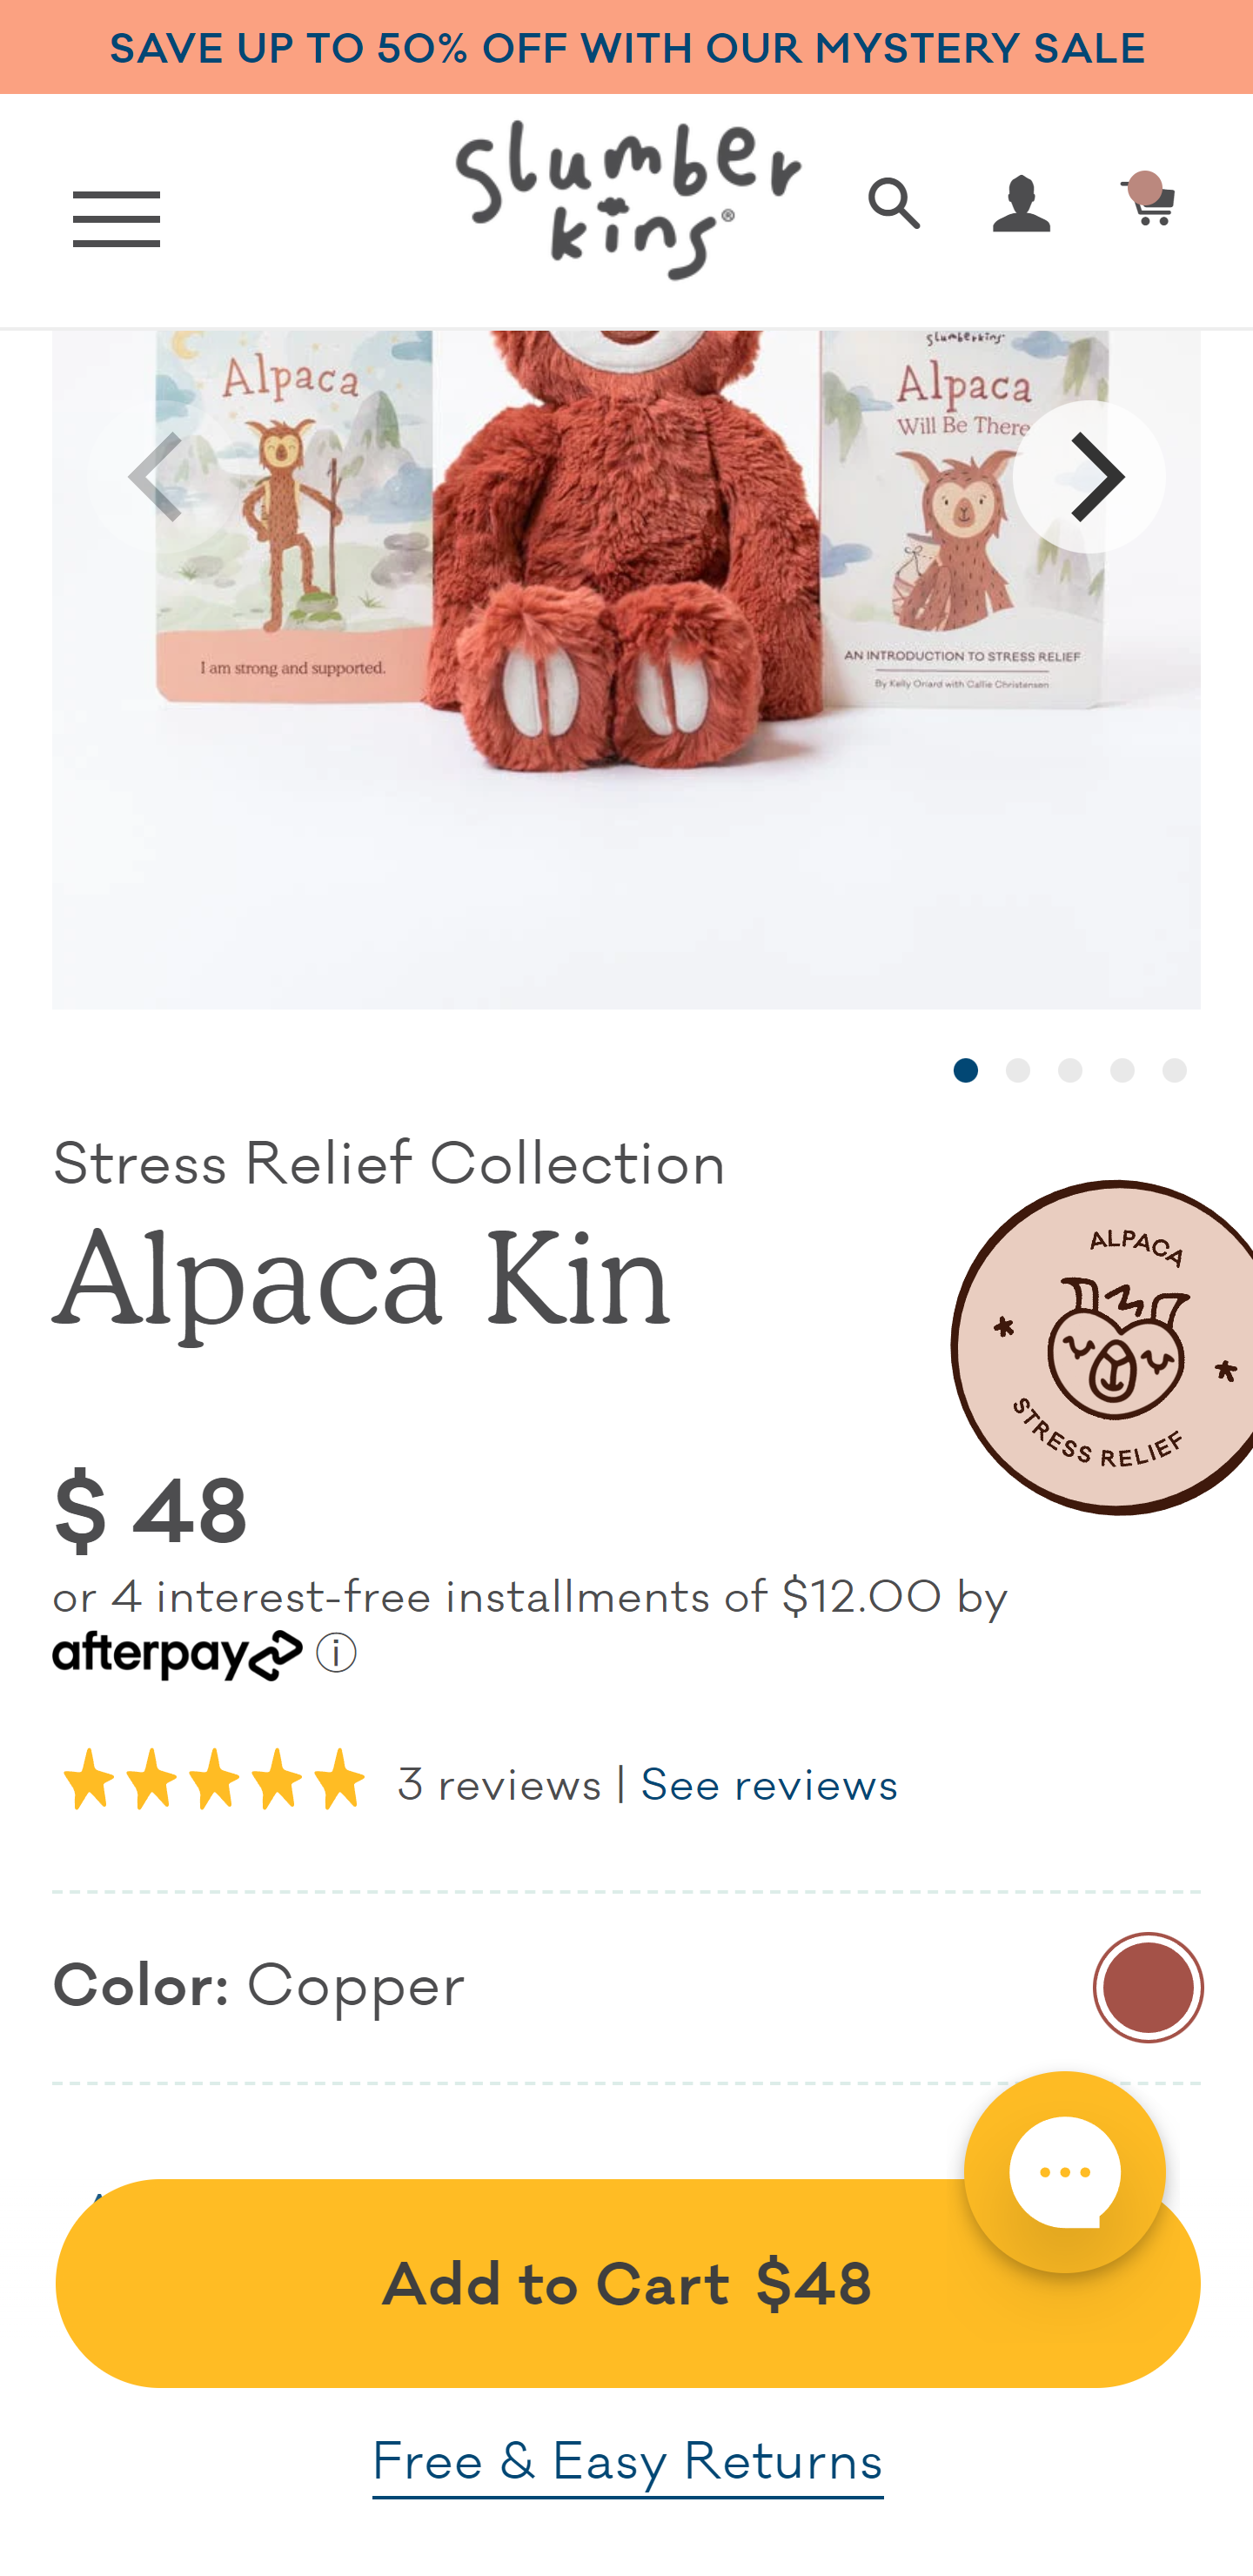 SAVE UP TO 50% OFF WITH OUR MYSTERY SALE
slumber
kins®
Alpaca
I am strong and supported.
slumberkins
Alpaca
Will Be There
AN INTRODUCTION TO STRESS RELIEF
By Kelly Oriard with Callie Christensen
Stress Relief Collection
Alpaca Kin
ALPACA
STRESS RELIEF
$ 48
or 4 interest-free installments of $12.00 by
afterpay
3 reviews | See reviews
Color: Copper
Add to Cart $48
Free & Easy Returns